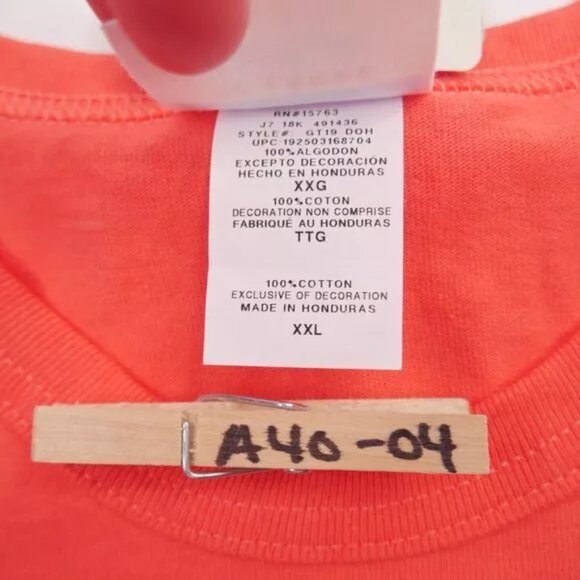 RN#15763
J7 18K 491436
STYLE#: GT19 DOH
UPC:192503168704
100%ALGODON
EXCEPTO DECORACIÓN
HECHO EN HONDURAS
XXG
100%COTON
DECORATION NON COMPRISE
FABRIQUÉ AU HONDURAS
TTG
100%COTTON
EXCLUSIVE OF DECORATION
MADE IN HONDURAS
XXL
A40-04